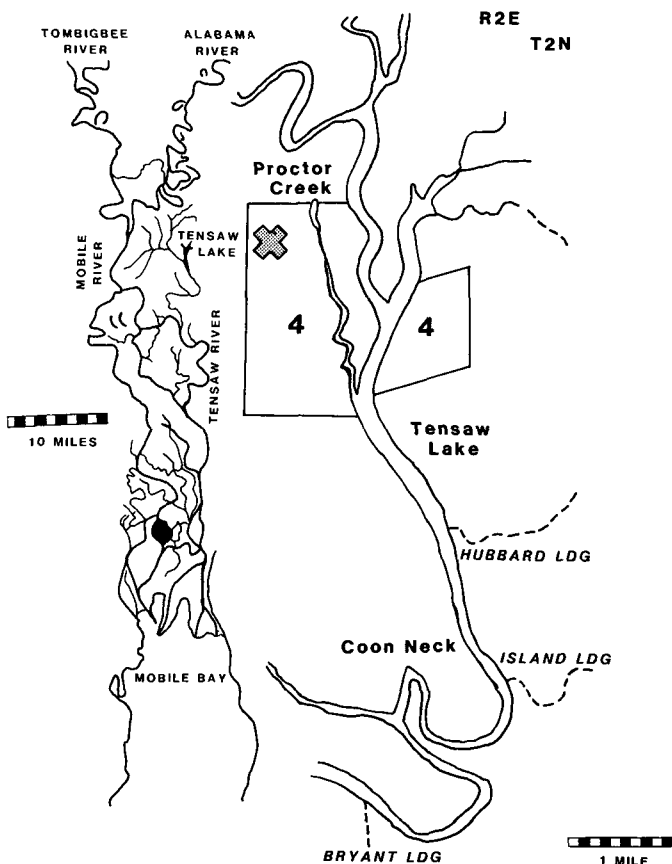 TOMBIGBEE
RIVER
ALABAMA
RIVER
R2E
T2N
Proctor
Creek
TENSAW
LAKE
MOBILE
RIVER
TENSAW RIVER
4
4
10 MILES
Tensaw
Lake
HUBBARD LDG
Coon Neck
ISLAND LDG
MOBILE BAY
BRYANT LDG
1 MILE